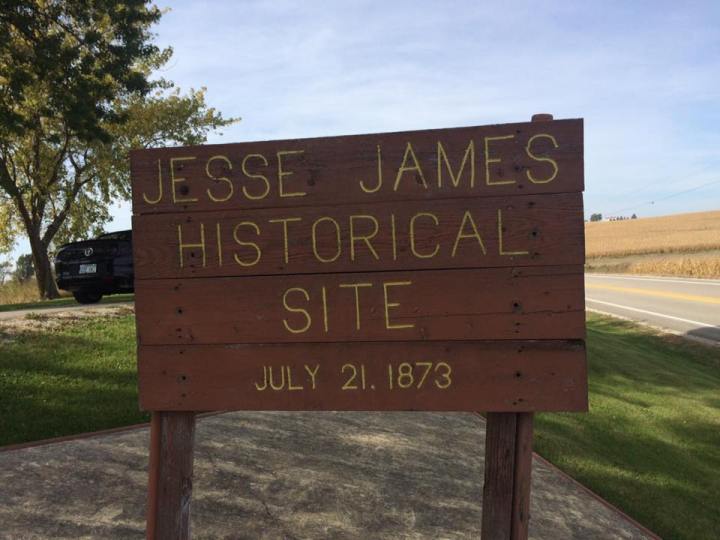 JESSE JAMES
HISTORICAL
SITE
JULY 21. 1873